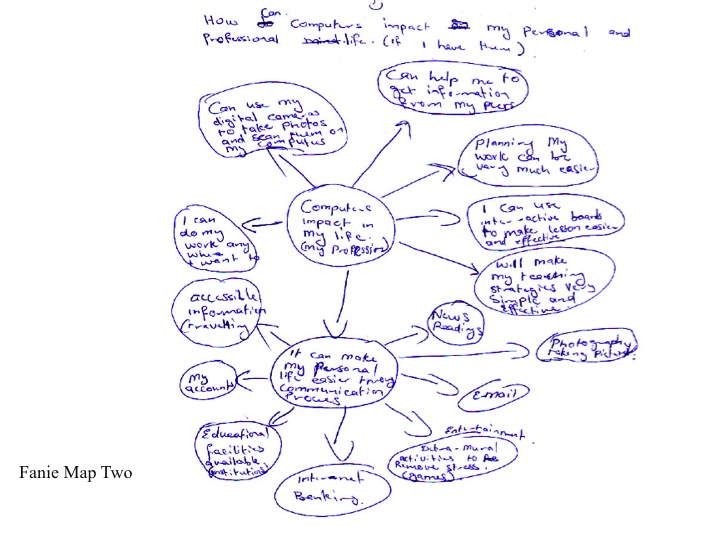 How can Computers impact my Personal and
Professional life. (if I have them)
Can help me to
get information
from my peers
Can use my
digital cameras
to take photos
and scan them on
my computers
Planning My
work can be
very much easier
I can use
inter-active boards
to make lesson easier
and effective
Computers
impact in
my life.
(my Profession)
I can
do my
work any
where
I want to
will make
my teaching
strategies very
simple and
effective
accessible
information
(travelling)
News
Readings
Photography
taking pictures
It can make
my Personal
life easier
communication
Process
My
accounts
E-mail
Educational
facilities
available
(institutions)
Entertainment
Extra-mural
activities to
Remove stress.
(games)
Internet
Banking.
Fanie Map Two